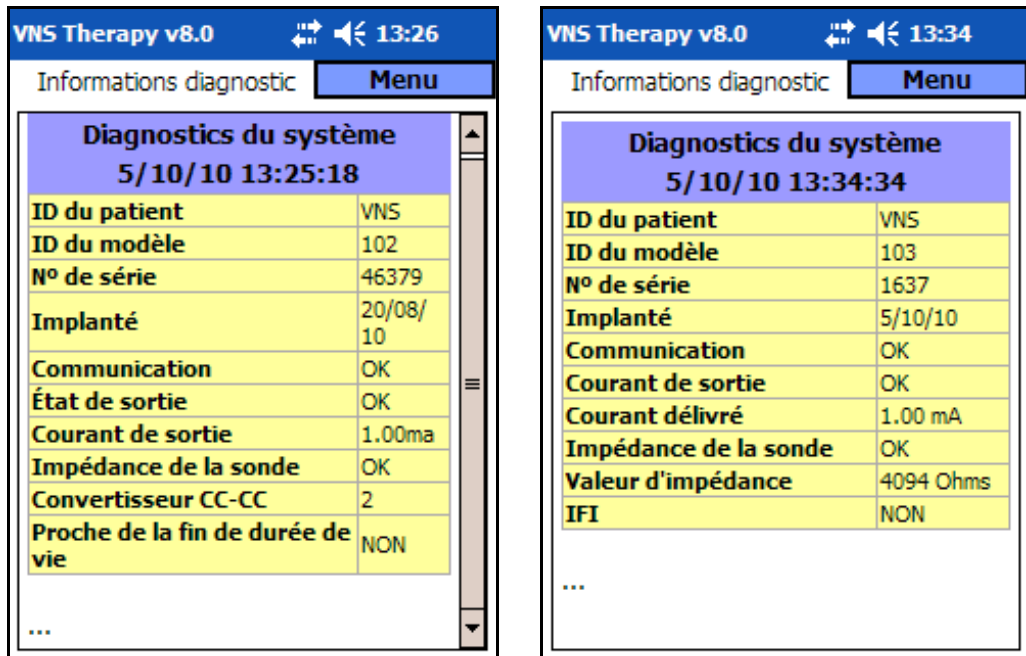 VNS Therapy v8.0 13:26
Informations diagnostic Menu
Diagnostics du système
5/10/10 13:25:18
ID du patient VNS
ID du modèle 102
Nº de série 46379
Implanté 20/08/
10
Communication OK
État de sortie OK
Courant de sortie 1.00ma
Impédance de la sonde OK
Convertisseur CC-CC 2
Proche de la fin de durée de
vie NON
...
VNS Therapy v8.0 13:34
Informations diagnostic Menu
Diagnostics du système
5/10/10 13:34:34
ID du patient VNS
ID du modèle 103
Nº de série 1637
Implanté 5/10/10
Communication OK
Courant de sortie OK
Courant délivré 1.00 mA
Impédance de la sonde OK
Valeur d'impédance 4094 Ohms
IFI NON
...